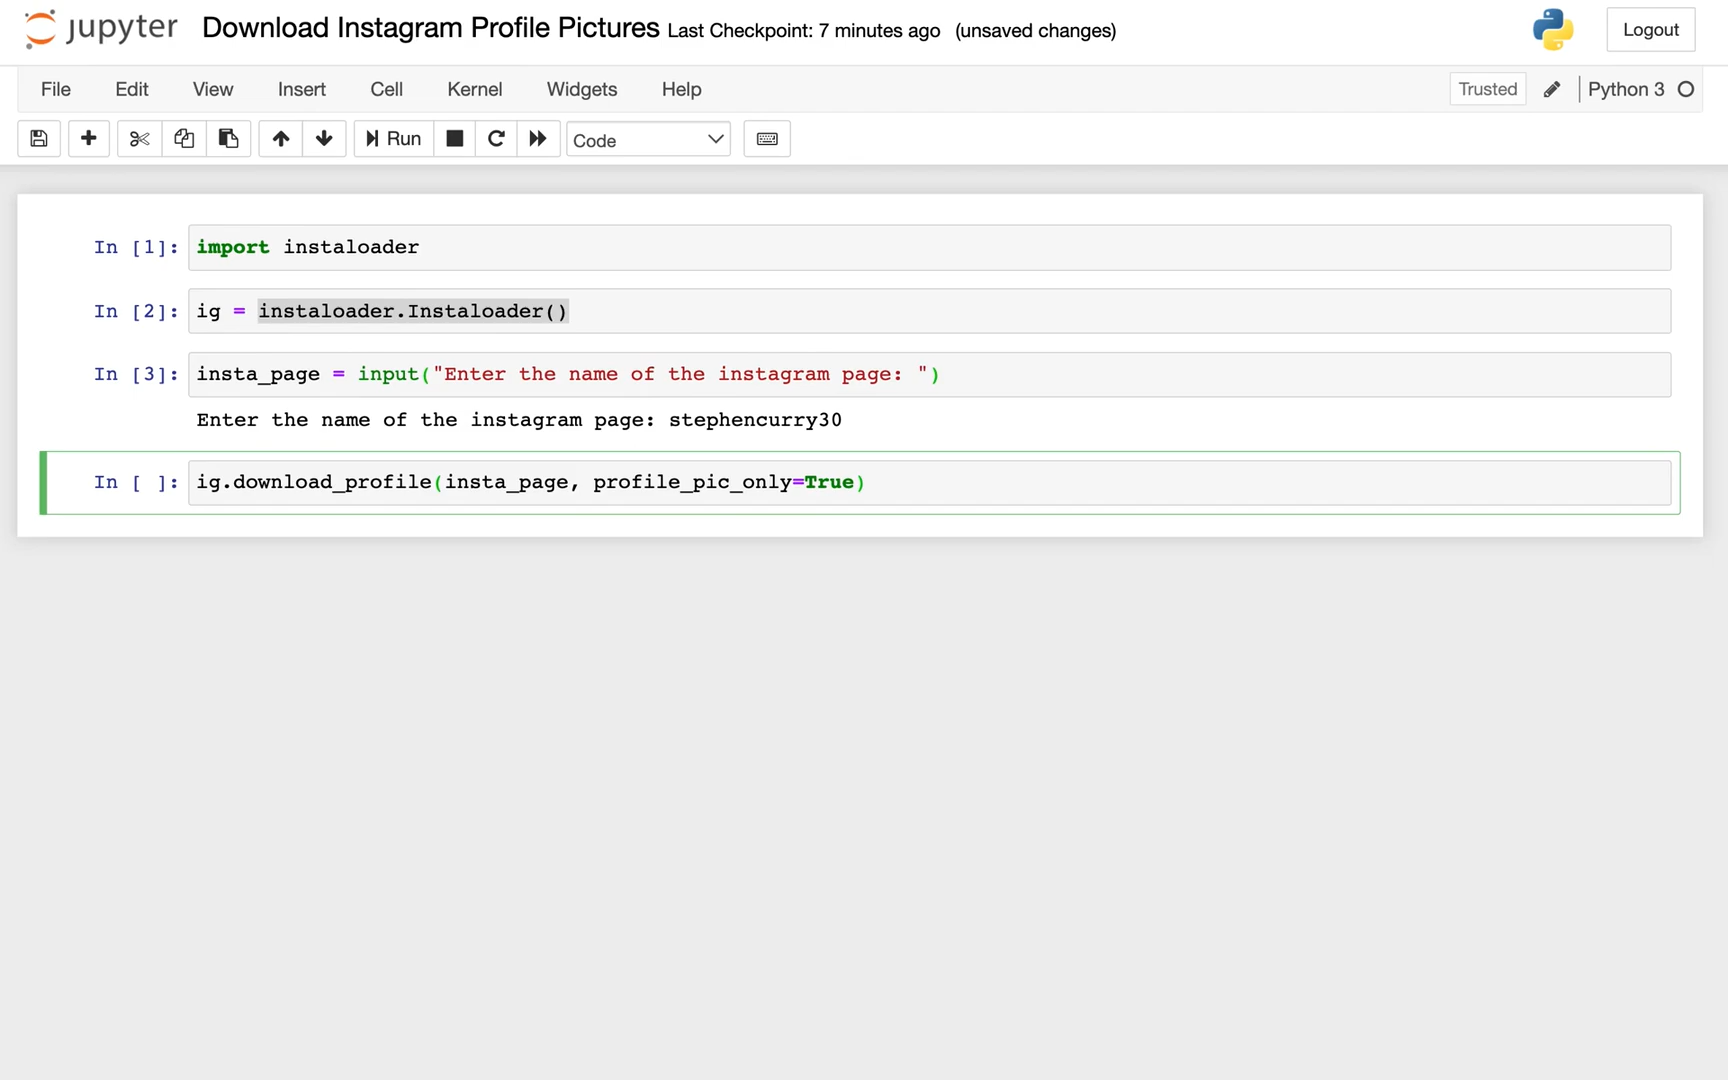 jupyter Download Instagram Profile Pictures Last Checkpoint: 7 minutes ago (unsaved changes) Logout
File Edit View Insert Cell Kernel Widgets Help Trusted Python 3
Run Code
In [1]: import instaloader
In [2]: ig = instaloader.Instaloader()
In [3]: insta_page = input("Enter the name of the instagram page: ")
Enter the name of the instagram page: stephencurry30
In [ ]: ig.download_profile(insta_page, profile_pic_only=True)